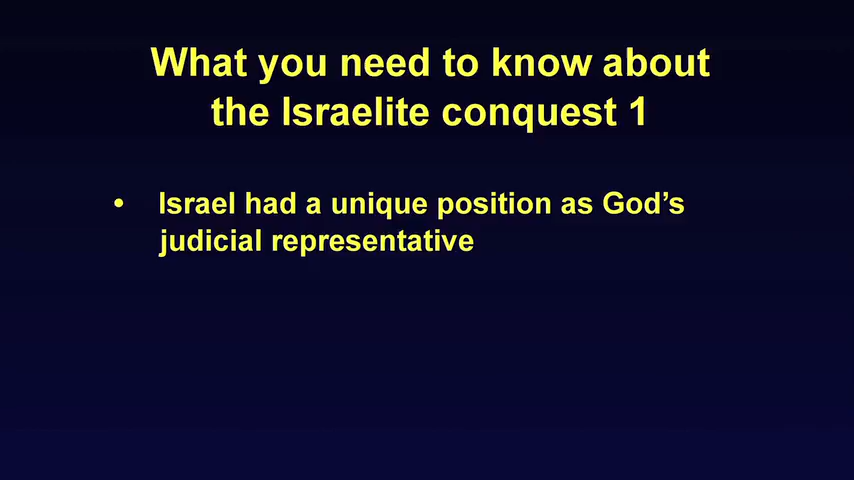 What you need to know about
the Israelite conquest 1
• Israel had a unique position as God’s
judicial representative